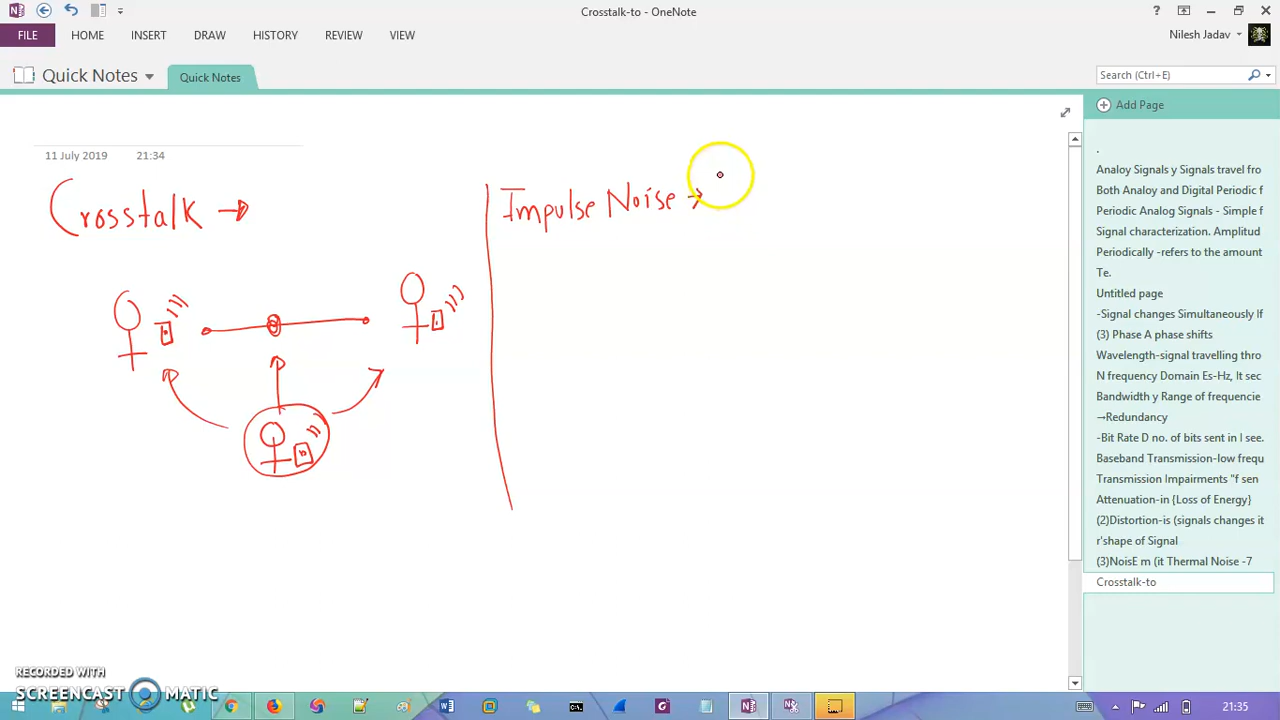 Crosstalk-to - OneNote
?
FILE
HOME
INSERT
DRAW
HISTORY
REVIEW
VIEW
Nilesh Jadav
Quick Notes
Quick Notes
Search (Ctrl+E)
Add Page
11 July 2019
21:34
Crosstalk →
Impulse Noise →
.
Analoy Signals y Signals travel fro
Both Analoy and Digital Periodic f
Periodic Analog Signals - Simple f
Signal characterization. Amplitud
Periodically -refers to the amount
Te.
Untitled page
-Signal changes Simultaneously If
(3) Phase A phase shifts
Wavelength-signal travelling thro
N frequency Domain Es-Hz, It sec
Bandwidth y Range of frequencie
→Redundancy
-Bit Rate D no. of bits sent in I see.
Baseband Transmission-low frequ
Transmission Impairments "f sen
Attenuation-in {Loss of Energy}
(2)Distortion-is (signals changes it
r'shape of Signal
(3)NoisE m (it Thermal Noise -7
Crosstalk-to
RECORDED WITH
SCREENCAST MATIC
21:35